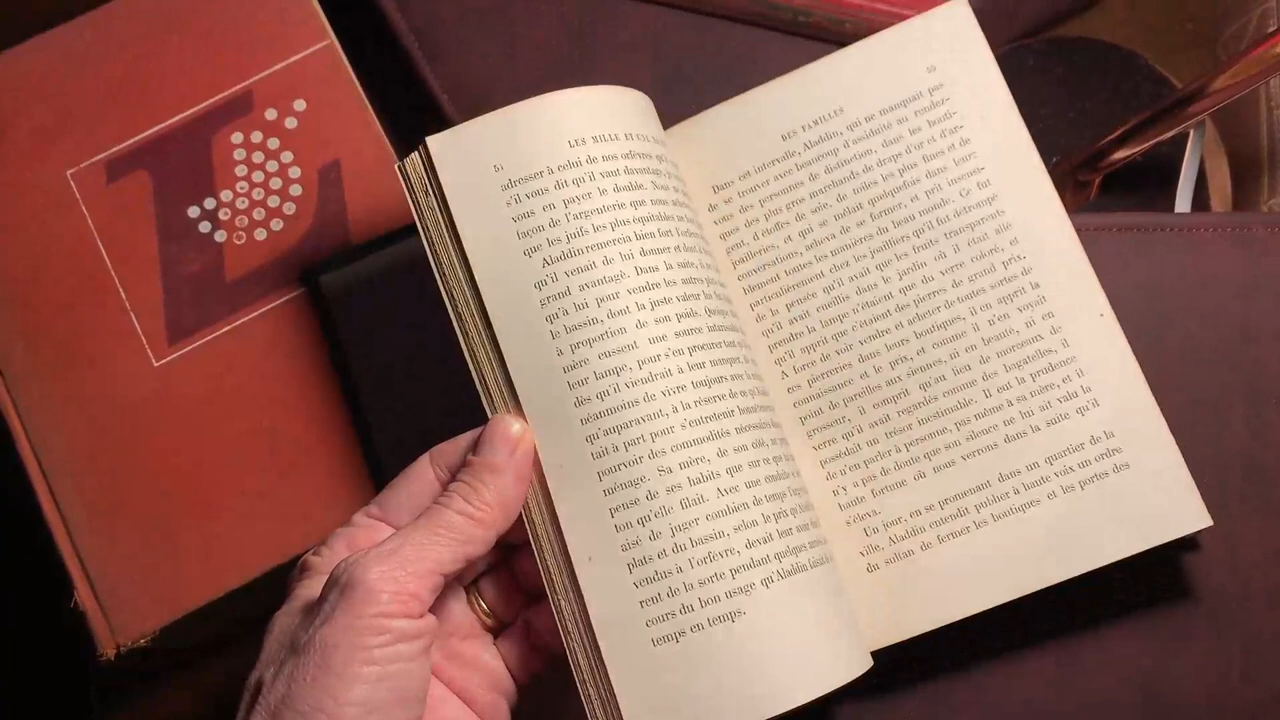 L
54
LES MILLE ET UN
adresser à celui de nos orfèvres qu'
s'il vous dit qu'il vaut davantage,
vous en payer le double. Nous
façon de l'argenterie que nous
que les juifs les plus équitables ne
Aladdin remercia bien fort l'orfèvre
qu'il venait de lui donner et dont
grand avantage. Dans la suite,
qu'à lui pour vendre les autres plats
le bassin, dont la juste valeur lui fut
à proportion de son poids. Quoique
mère eussent une source intarissable
leur lampe, pour s'en procurer tant qu'
dès qu'il viendrait à leur manquer,
néanmoins de vivre toujours avec la
qu'auparavant, à la réserve de ce qu'
tait à part pour s'entretenir honnêtement
pourvoir des commodités nécessaires
ménage. Sa mère, de son côté, ne
pense de ses habits que sur ce que
ton qu'elle filait. Avec une conduite
aisé de juger combien de temps l'argent
plats et du bassin, selon le prix qu'Aladdin
vendus à l'orfèvre, devait leur avoir
rent de la sorte pendant quelques années,
cours du bon usage qu'Aladdin faisait
temps en temps.
DES FAMILLES
Dans cet intervalle, Aladdin, qui ne manquait pas
de se trouver avec beaucoup d'assiduité au rendez-
vous des personnes de distinction, dans les bouti-
ques des plus gros marchands de draps d'or et d'ar-
gent, d'étoffes de soie, de toiles les plus fines et de
joailleries, et qui se mêlait quelquefois dans leurs
conversations, acheva de se former, et prit insensi-
blement toutes les manières du beau monde. Ce fut
particulièrement chez les joailliers qu'il fut détrompé
de la pensée qu'il avait que les fruits transparents
qu'il avait cueillis dans le jardin où il était allé
prendre la lampe n'étaient que du verre coloré, et
qu'il apprit que c'étaient des pierres de grand prix.
A force de voir vendre et acheter de toutes sortes de
ces pierreries dans leurs boutiques, il en apprit la
connaissance et le prix, et comme il n'en voyait
point de pareilles aux siennes, ni en beauté, ni en
grosseur, il comprit qu'au lieu de morceaux de
verre qu'il avait regardés comme des bagatelles, il
possédait un trésor inestimable. Il eut la prudence
de n'en parler à personne, pas même à sa mère, et il
n'y a pas de doute que son silence ne lui ait valu la
haute fortune où nous verrons dans la suite qu'il
s'éleva.
Un jour, en se promenant dans un quartier de la
ville, Aladdin entendit publier à haute voix un ordre
du sultan de fermer les boutiques et les portes des